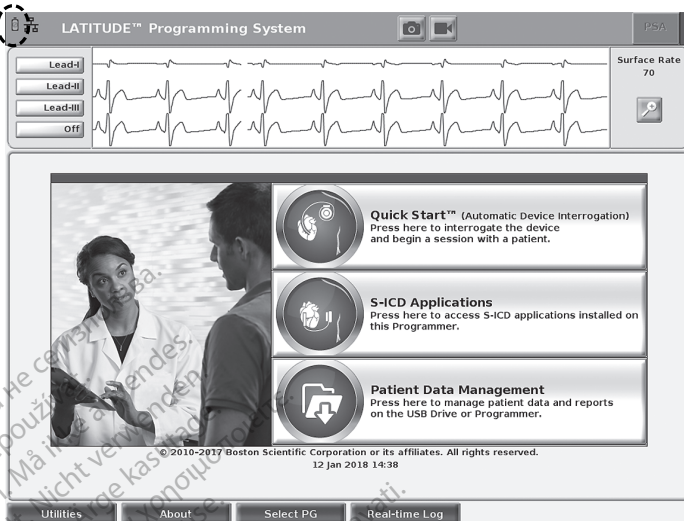 LATITUDE™ Programming System
PSA
Lead-I
Lead-II
Lead-III
Off
Surface Rate
70
Quick Start™ (Automatic Device Interrogation)
Press here to interrogate the device
and begin a session with a patient.
S-ICD Applications
Press here to access S-ICD applications installed on
this Programmer.
Patient Data Management
Press here to manage patient data and reports
on the USB Drive or Programmer.
© 2010-2017 Boston Scientific Corporation or its affiliates. All rights reserved.
12 Jan 2018 14:38
Utilities
About
Select PG
Real-time Log